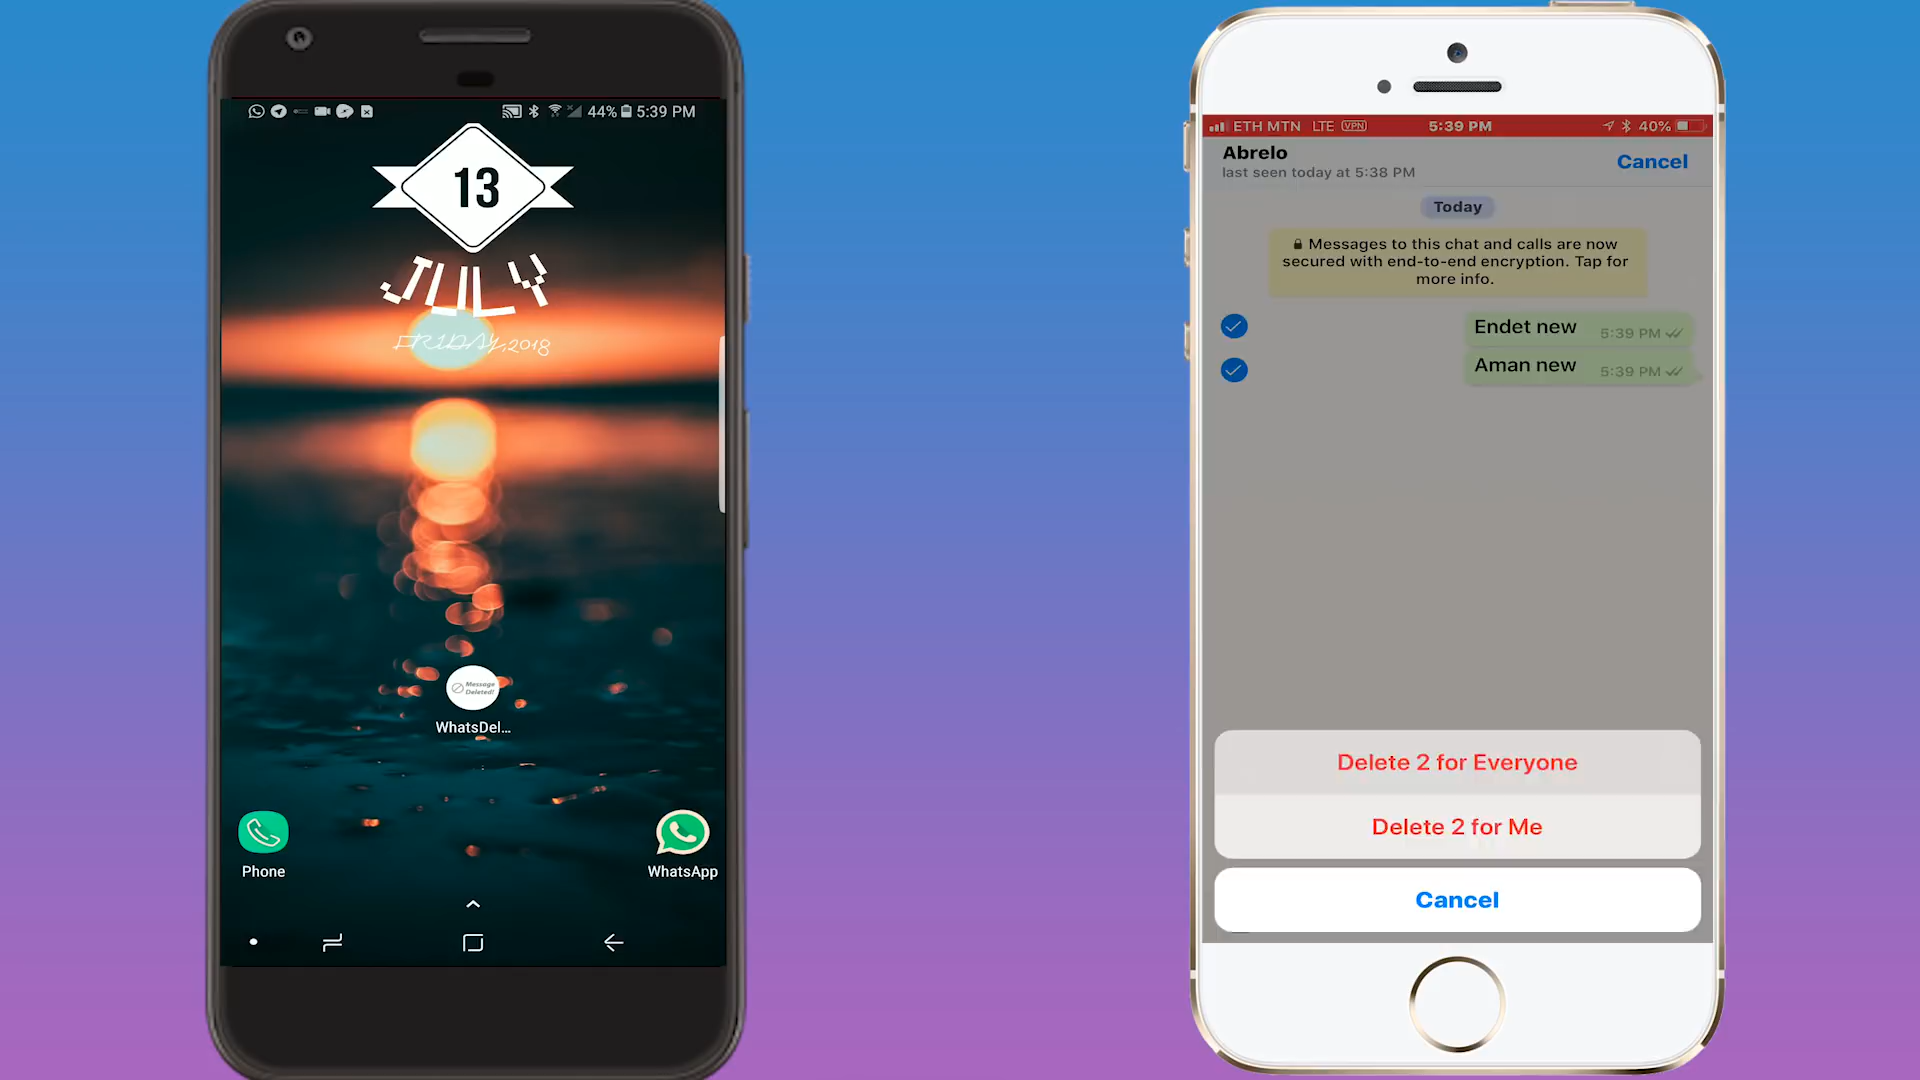 44% 5:39 PM
13
JULY
FRIDAY, 2018
Message
Deleted!
WhatsDel...
Phone
WhatsApp
ETH MTN LTE VPN 5:39 PM 40%
Abrelo
last seen today at 5:38 PM
Cancel
Today
Messages to this chat and calls are now
secured with end-to-end encryption. Tap for
more info.
Endet new 5:39 PM
Aman new 5:39 PM
Delete 2 for Everyone
Delete 2 for Me
Cancel